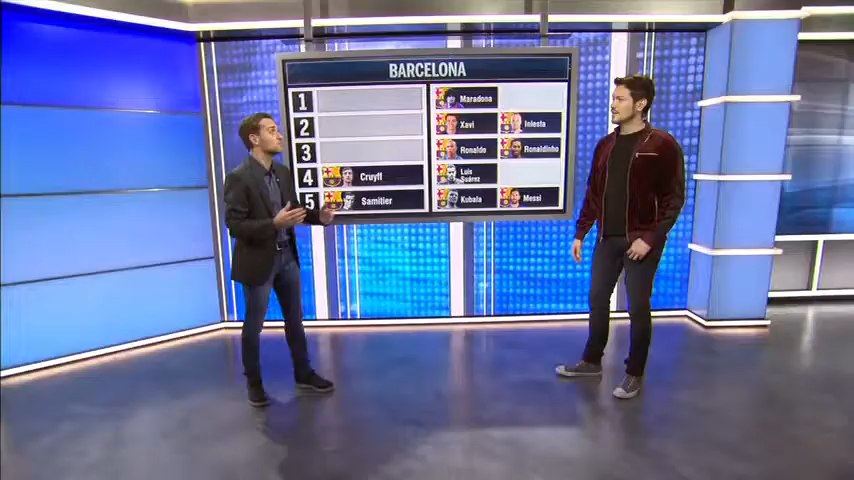 BARCELONA
1
2
3
4 Cruyff
5 Samitier
Maradona
Xavi Iniesta
Ronaldo Ronaldinho
Luis
Suárez
Kubala Messi